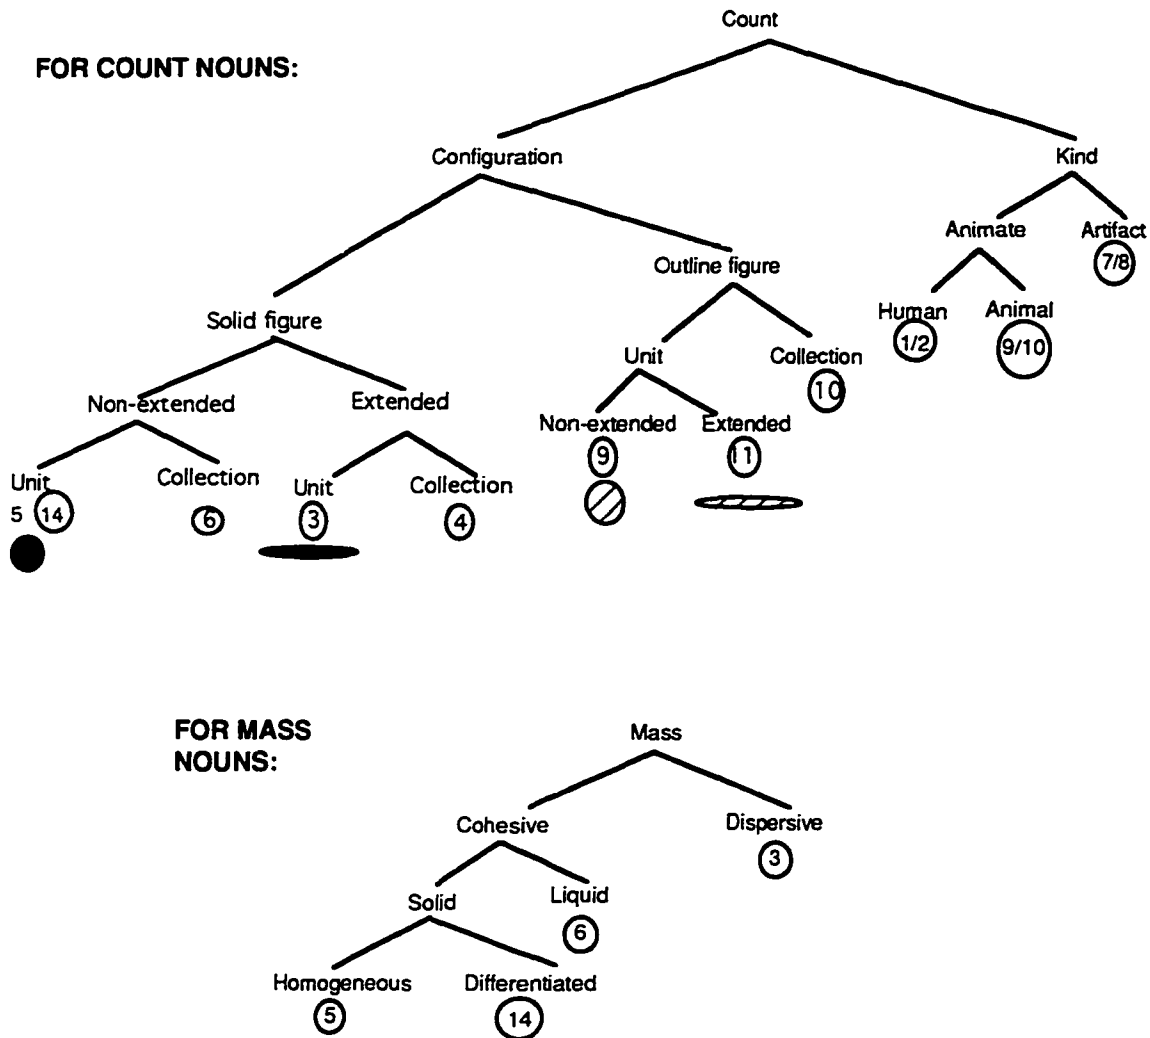 Count
FOR COUNT NOUNS:
Configuration
Kind
Animate
Artifact
7/8
Outline figure
Human
Animal
1/2
9/10
Solid figure
Unit
Collection
10
Non-extended
Extended
Non-extended
Extended
9
11
Unit
Collection
Unit
Collection
5
14
6
3
4
FOR MASS
NOUNS:
Mass
Cohesive
Dispersive
3
Solid
Liquid
6
Homogeneous
Differentiated
5
14